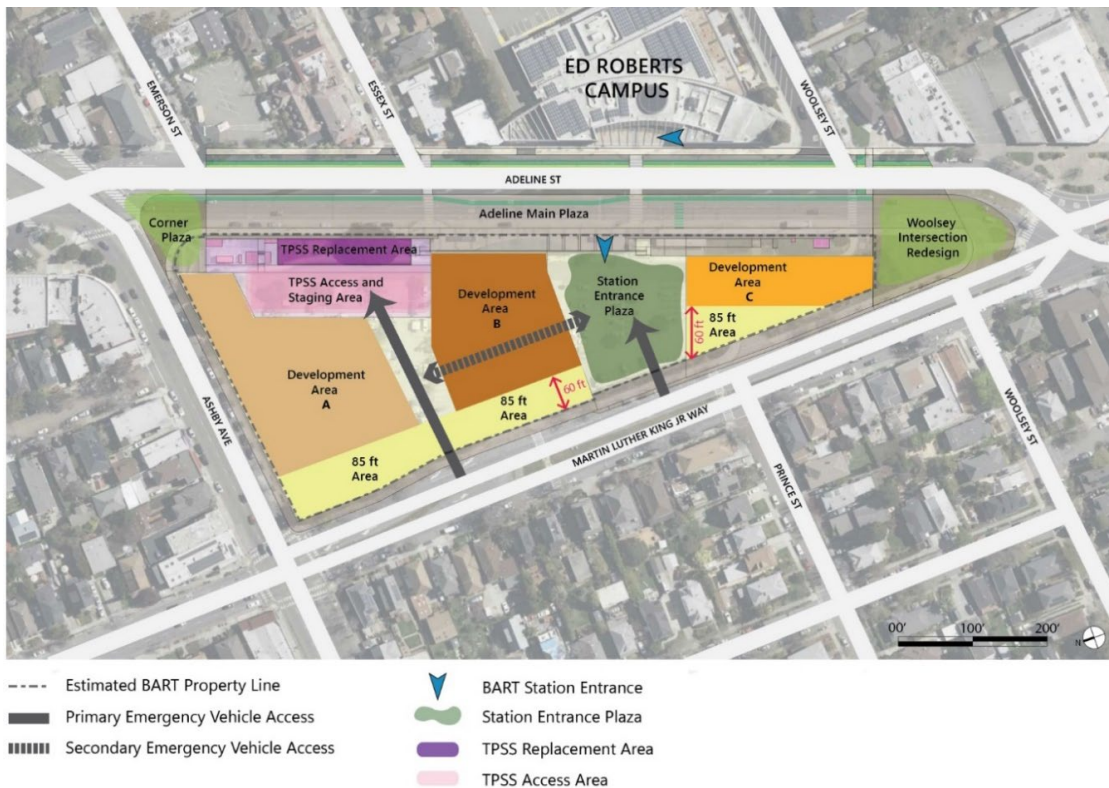 ED ROBERTS
CAMPUS
EMERSON ST
ESSEX ST
WOOLSEY ST
ADELINE ST
Adeline Main Plaza
Corner
Plaza
Woolsey
Intersection
Redesign
TPSS Replacement Area
TPSS Access and
Staging Area
Development
Area
B
Station
Entrance
Plaza
Development
Area
C
85 ft
Area
60 ft
Development
Area
A
85 ft
Area
60 ft
85 ft
Area
ASHBY AVE
MARTIN LUTHER KING JR WAY
PRINCE ST
WOOLSEY ST
00'
100'
200'
N
Estimated BART Property Line
Primary Emergency Vehicle Access
Secondary Emergency Vehicle Access
BART Station Entrance
Station Entrance Plaza
TPSS Replacement Area
TPSS Access Area